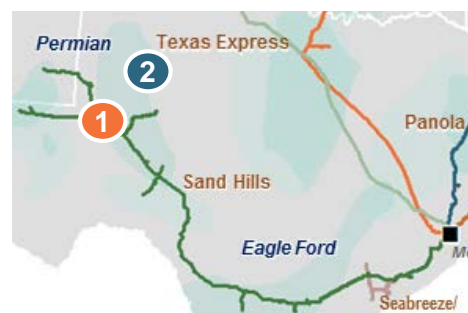 Permian
Texas Express
2
1
Panola
Sand Hills
Eagle Ford
Seabreeze/